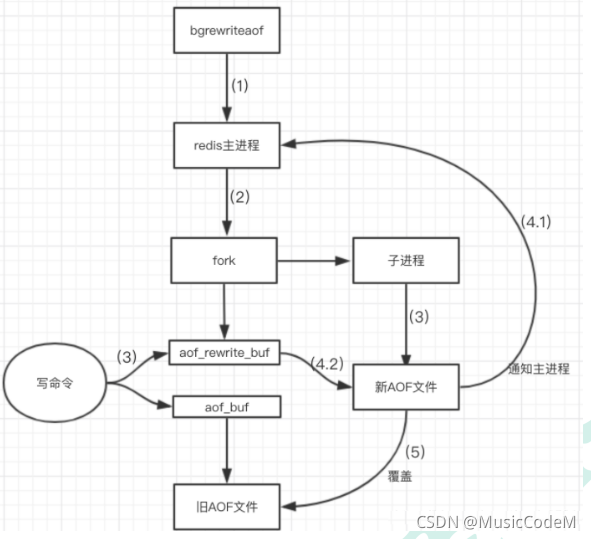 bgrewriteaof
(1)
redis主进程
(2)
(4.1)
fork
子进程
(3)
(3)
aof_rewrite_buf
(4.2)
写命令
新AOF文件
通知主进程
aof_buf
(5)
覆盖
旧AOF文件
CSDN @MusicCodeM